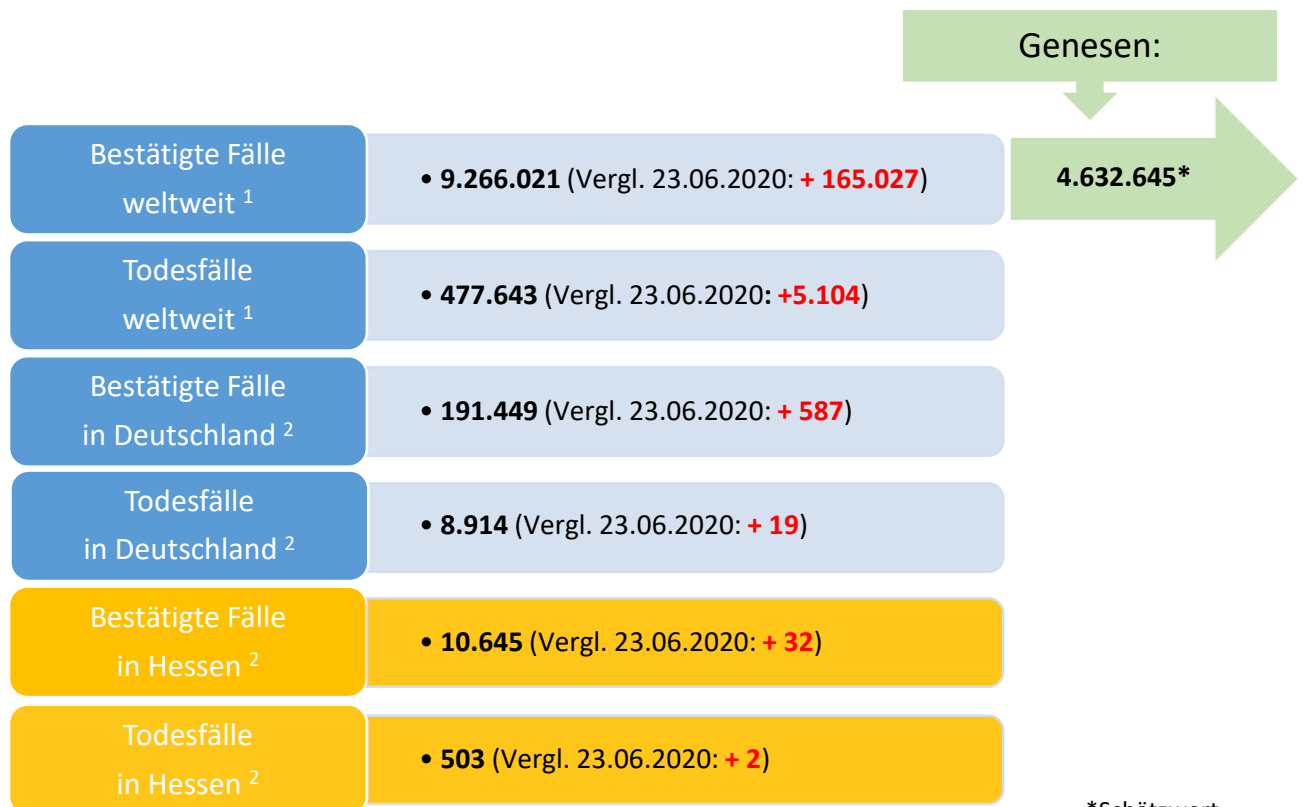 Genesen:
Bestätigte Fälle
weltweit ¹
• 9.266.021 (Vergl. 23.06.2020: + 165.027)
4.632.645*
Todesfälle
weltweit ¹
• 477.643 (Vergl. 23.06.2020: +5.104)
Bestätigte Fälle
in Deutschland ²
• 191.449 (Vergl. 23.06.2020: + 587)
Todesfälle
in Deutschland ²
• 8.914 (Vergl. 23.06.2020: + 19)
Bestätigte Fälle
in Hessen ²
• 10.645 (Vergl. 23.06.2020: + 32)
Todesfälle
in Hessen ²
• 503 (Vergl. 23.06.2020: + 2)
*Schätzwert